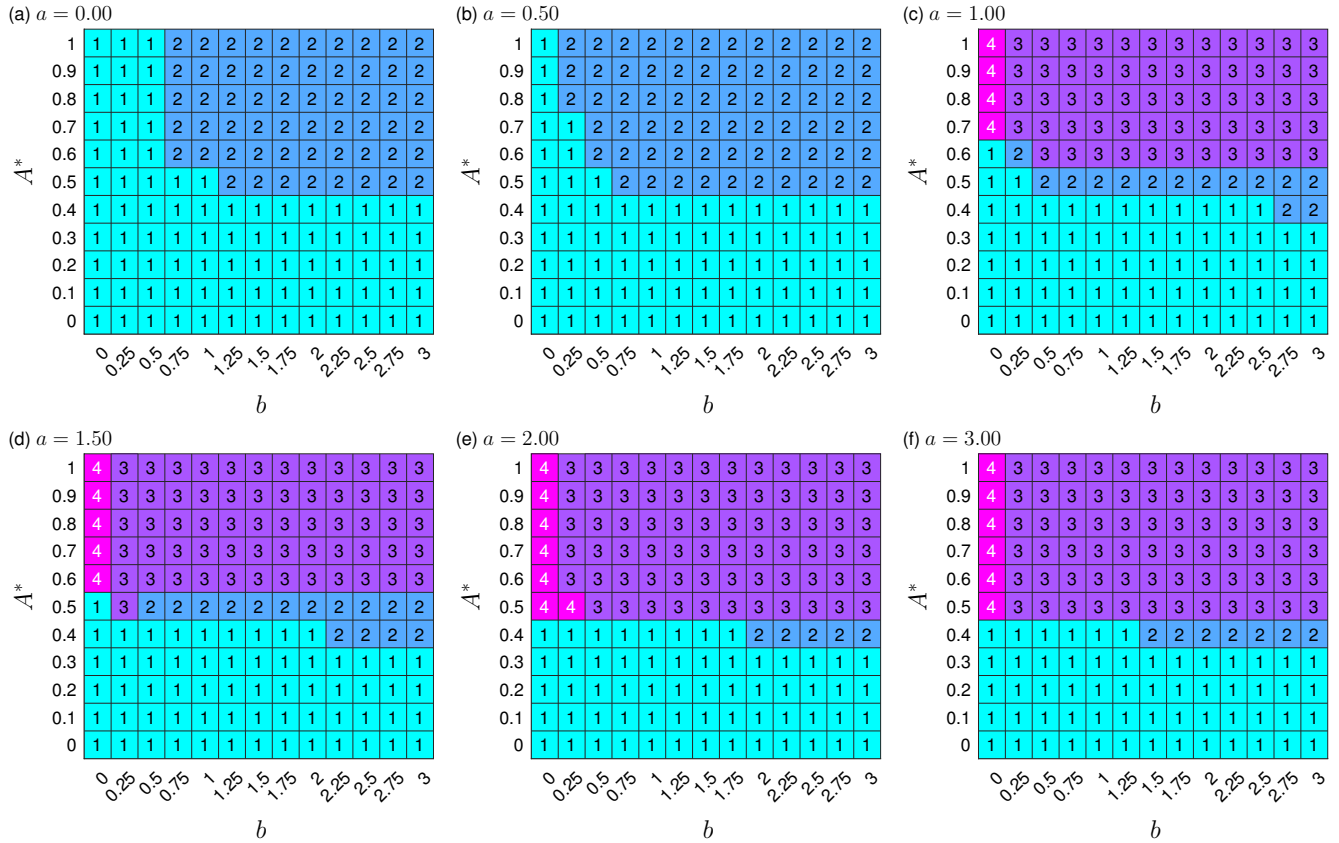 (a) a = 0.00
A*
1 1 1 1 2 2 2 2 2 2 2 2 2 2
0.9 1 1 1 2 2 2 2 2 2 2 2 2 2
0.8 1 1 1 2 2 2 2 2 2 2 2 2 2
0.7 1 1 1 2 2 2 2 2 2 2 2 2 2
0.6 1 1 1 2 2 2 2 2 2 2 2 2 2
0.5 1 1 1 1 1 2 2 2 2 2 2 2 2
0.4 1 1 1 1 1 1 1 1 1 1 1 1 1
0.3 1 1 1 1 1 1 1 1 1 1 1 1 1
0.2 1 1 1 1 1 1 1 1 1 1 1 1 1
0.1 1 1 1 1 1 1 1 1 1 1 1 1 1
0 1 1 1 1 1 1 1 1 1 1 1 1 1
0 0.25 0.5 0.75 1 1.25 1.5 1.75 2 2.25 2.5 2.75 3
b
(b) a = 0.50
A*
1 1 2 2 2 2 2 2 2 2 2 2 2 2
0.9 1 2 2 2 2 2 2 2 2 2 2 2 2
0.8 1 2 2 2 2 2 2 2 2 2 2 2 2
0.7 1 1 2 2 2 2 2 2 2 2 2 2 2
0.6 1 1 2 2 2 2 2 2 2 2 2 2 2
0.5 1 1 1 2 2 2 2 2 2 2 2 2 2
0.4 1 1 1 1 1 1 1 1 1 1 1 1 1
0.3 1 1 1 1 1 1 1 1 1 1 1 1 1
0.2 1 1 1 1 1 1 1 1 1 1 1 1 1
0.1 1 1 1 1 1 1 1 1 1 1 1 1 1
0 1 1 1 1 1 1 1 1 1 1 1 1 1
0 0.25 0.5 0.75 1 1.25 1.5 1.75 2 2.25 2.5 2.75 3
b
(c) a = 1.00
A*
1 4 3 3 3 3 3 3 3 3 3 3 3 3
0.9 4 3 3 3 3 3 3 3 3 3 3 3 3
0.8 4 3 3 3 3 3 3 3 3 3 3 3 3
0.7 4 3 3 3 3 3 3 3 3 3 3 3 3
0.6 1 2 3 3 3 3 3 3 3 3 3 3 3
0.5 1 1 2 2 2 2 2 2 2 2 2 2 2
0.4 1 1 1 1 1 1 1 1 1 1 1 2 2
0.3 1 1 1 1 1 1 1 1 1 1 1 1 1
0.2 1 1 1 1 1 1 1 1 1 1 1 1 1
0.1 1 1 1 1 1 1 1 1 1 1 1 1 1
0 1 1 1 1 1 1 1 1 1 1 1 1 1
0 0.25 0.5 0.75 1 1.25 1.5 1.75 2 2.25 2.5 2.75 3
b
(d) a = 1.50
A*
1 4 3 3 3 3 3 3 3 3 3 3 3 3
0.9 4 3 3 3 3 3 3 3 3 3 3 3 3
0.8 4 3 3 3 3 3 3 3 3 3 3 3 3
0.7 4 3 3 3 3 3 3 3 3 3 3 3 3
0.6 4 3 3 3 3 3 3 3 3 3 3 3 3
0.5 1 3 2 2 2 2 2 2 2 2 2 2 2
0.4 1 1 1 1 1 1 1 1 1 2 2 2 2
0.3 1 1 1 1 1 1 1 1 1 1 1 1 1
0.2 1 1 1 1 1 1 1 1 1 1 1 1 1
0.1 1 1 1 1 1 1 1 1 1 1 1 1 1
0 1 1 1 1 1 1 1 1 1 1 1 1 1
0 0.25 0.5 0.75 1 1.25 1.5 1.75 2 2.25 2.5 2.75 3
b
(e) a = 2.00
A*
1 4 3 3 3 3 3 3 3 3 3 3 3 3
0.9 4 3 3 3 3 3 3 3 3 3 3 3 3
0.8 4 3 3 3 3 3 3 3 3 3 3 3 3
0.7 4 3 3 3 3 3 3 3 3 3 3 3 3
0.6 4 3 3 3 3 3 3 3 3 3 3 3 3
0.5 4 4 3 3 3 3 3 3 3 3 3 3 3
0.4 1 1 1 1 1 1 1 1 2 2 2 2 2
0.3 1 1 1 1 1 1 1 1 1 1 1 1 1
0.2 1 1 1 1 1 1 1 1 1 1 1 1 1
0.1 1 1 1 1 1 1 1 1 1 1 1 1 1
0 1 1 1 1 1 1 1 1 1 1 1 1 1
0 0.25 0.5 0.75 1 1.25 1.5 1.75 2 2.25 2.5 2.75 3
b
(f) a = 3.00
A*
1 4 3 3 3 3 3 3 3 3 3 3 3 3
0.9 4 3 3 3 3 3 3 3 3 3 3 3 3
0.8 4 3 3 3 3 3 3 3 3 3 3 3 3
0.7 4 3 3 3 3 3 3 3 3 3 3 3 3
0.6 4 3 3 3 3 3 3 3 3 3 3 3 3
0.5 4 3 3 3 3 3 3 3 3 3 3 3 3
0.4 1 1 1 1 1 1 2 2 2 2 2 2 2
0.3 1 1 1 1 1 1 1 1 1 1 1 1 1
0.2 1 1 1 1 1 1 1 1 1 1 1 1 1
0.1 1 1 1 1 1 1 1 1 1 1 1 1 1
0 1 1 1 1 1 1 1 1 1 1 1 1 1
0 0.25 0.5 0.75 1 1.25 1.5 1.75 2 2.25 2.5 2.75 3
b